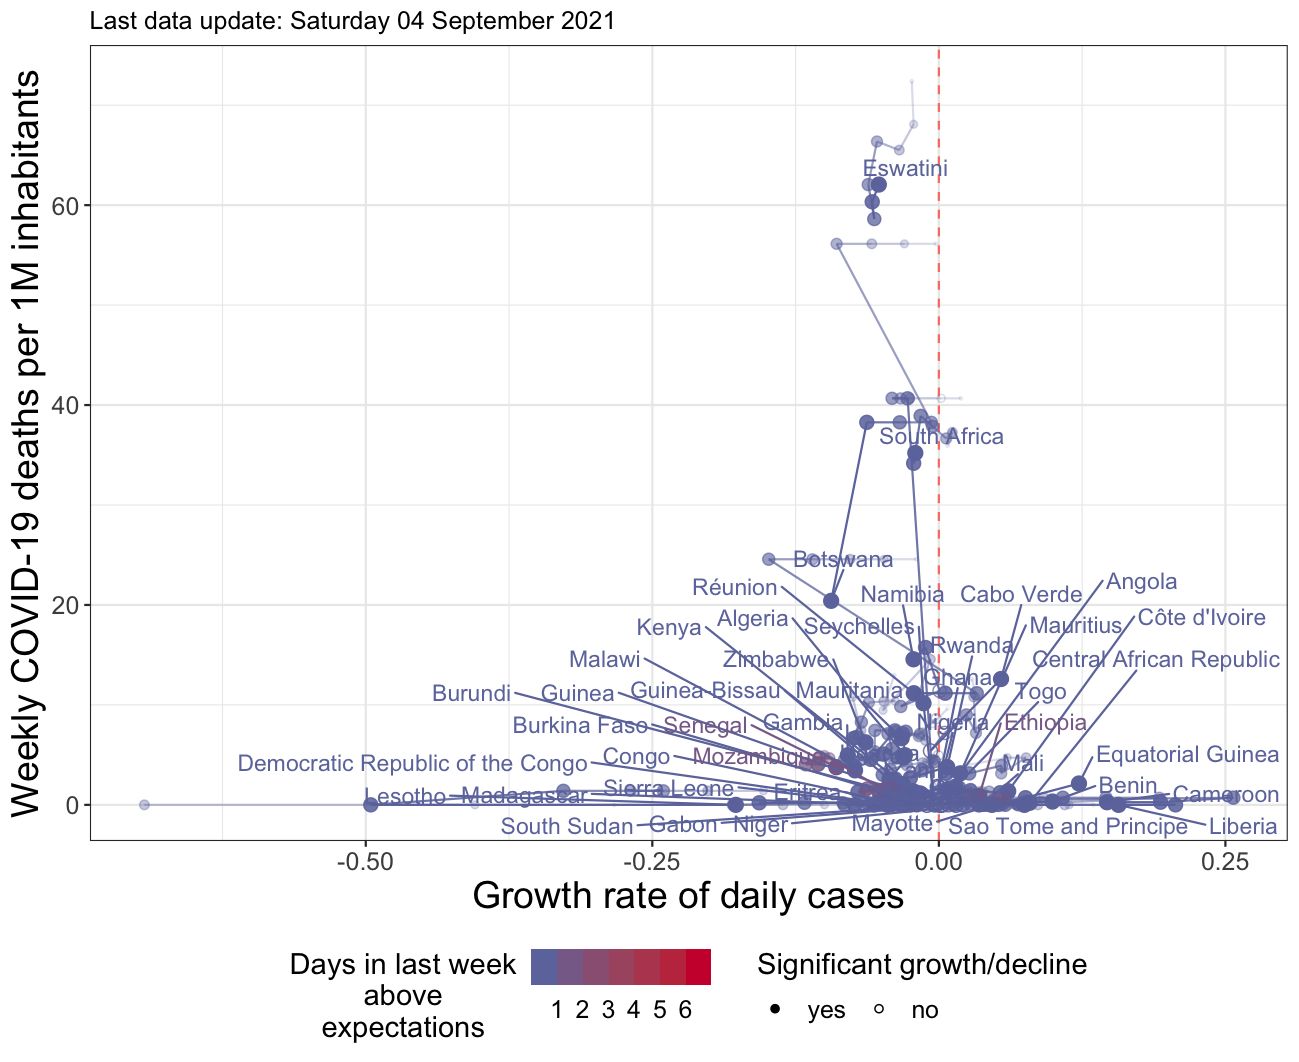 Last data update: Saturday 04 September 2021
Weekly COVID-19 deaths per 1M inhabitants
60
40
20
0
Eswatini
South Africa
Botswana
Réunion
Namibia
Cabo Verde
Angola
Algeria
Seychelles
Mauritius
Côte d'Ivoire
Kenya
Rwanda
Malawi
Zimbabwe
Central African Republic
Burundi
Guinea
Guinea-Bissau
Mauritania
Ghana
Togo
Burkina Faso
Senegal
Gambia
Nigeria
Ethiopia
Democratic Republic of the Congo
Congo
Mozambique
Mali
Equatorial Guinea
Lesotho
Madagascar
Sierra Leone
Eritrea
Benin
Cameroon
South Sudan
Gabon
Niger
Mayotte
Sao Tome and Principe
Liberia
-0.50
-0.25
0.00
0.25
Growth rate of daily cases
Days in last week
above
expectations
1 2 3 4 5 6
Significant growth/decline
yes
no